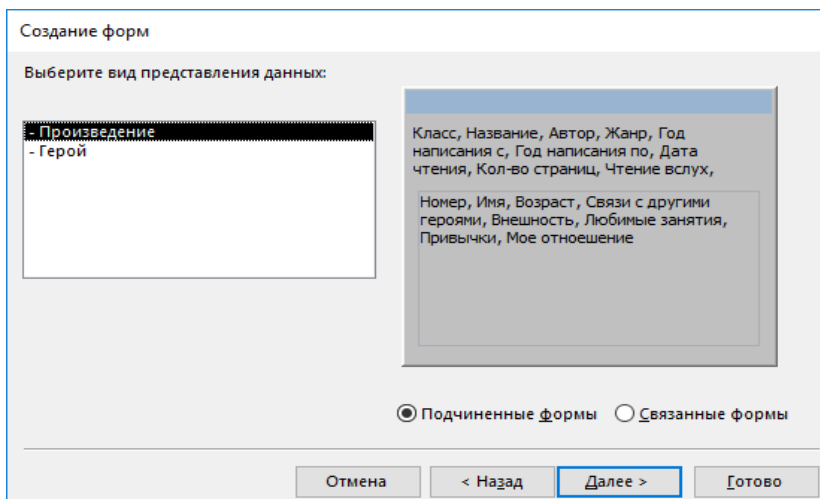 Создание форм
Выберите вид представления данных:
- Произведение
- Герой
Класс, Название, Автор, Жанр, Год
написания с, Год написания по, Дата
чтения, Кол-во страниц, Чтение вслух,
Номер, Имя, Возраст, Связи с другими
героями, Внешность, Любимые занятия,
Привычки, Мое отноешение
Подчиненные формы Связанные формы
Отмена < Назад Далее > Готово